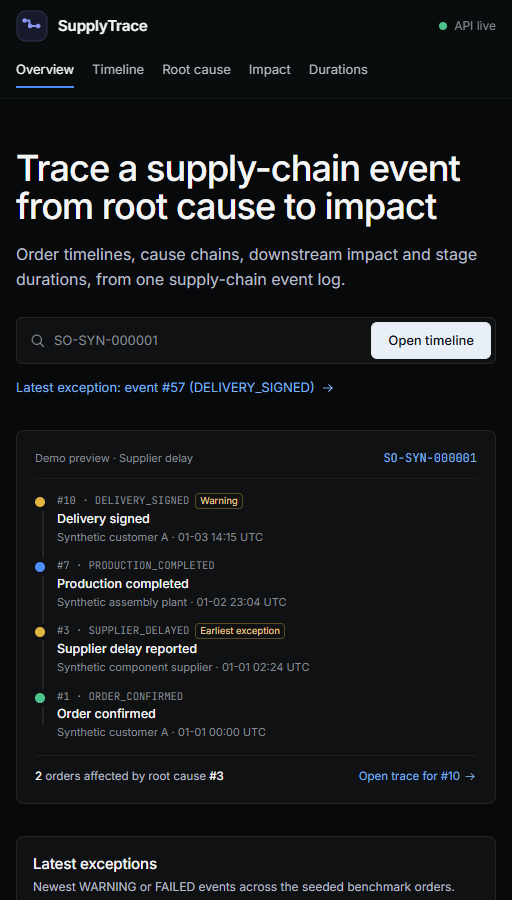 SupplyTrace
API live
Overview Timeline Root cause Impact Durations
Trace a supply-chain event
from root cause to impact
Order timelines, cause chains, downstream impact and stage
durations, from one supply-chain event log.
SO-SYN-000001
Open timeline
Latest exception: event #57 (DELIVERY_SIGNED) →
Demo preview · Supplier delay
SO-SYN-000001
#10 · DELIVERY_SIGNED Warning
Delivery signed
Synthetic customer A · 01-03 14:15 UTC
#7 · PRODUCTION_COMPLETED
Production completed
Synthetic assembly plant · 01-02 23:04 UTC
#3 · SUPPLIER_DELAYED Earliest exception
Supplier delay reported
Synthetic component supplier · 01-01 02:24 UTC
#1 · ORDER_CONFIRMED
Order confirmed
Synthetic customer A · 01-01 00:00 UTC
2 orders affected by root cause #3
Open trace for #10 →
Latest exceptions
Newest WARNING or FAILED events across the seeded benchmark orders.